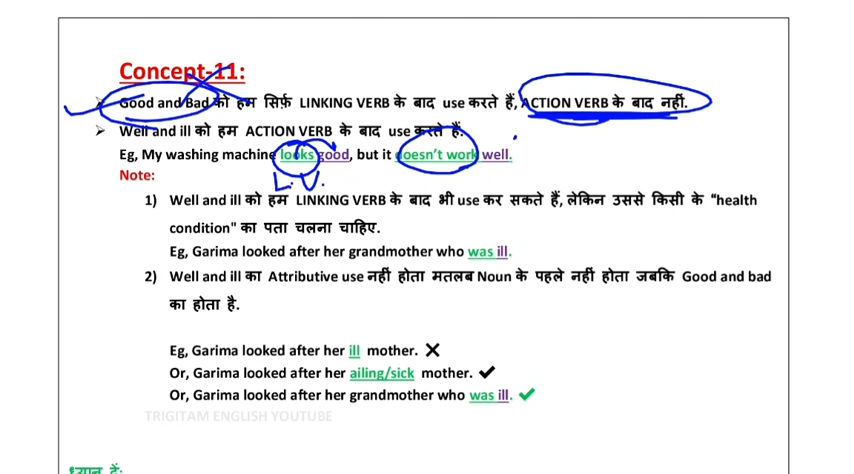 Concept-11:
➤ Good and Bad को हम सिर्फ़ LINKING VERB के बाद use करते हैं, ACTION VERB के बाद नहीं.
➤ Well and ill को हम ACTION VERB के बाद use करते हैं.
Eg, My washing machine looks good, but it doesn't work well.
L. V.
Note:
1) Well and ill को हम LINKING VERB के बाद भी use कर सकते हैं, लेकिन उससे किसी के "health
condition" का पता चलना चाहिए.
Eg, Garima looked after her grandmother who was ill.
2) Well and ill का Attributive use नहीं होता मतलब Noun के पहले नहीं होता जबकि Good and bad
का होता है.
Eg, Garima looked after her ill mother. ❌
Or, Garima looked after her ailing/sick mother. ✔
Or, Garima looked after her grandmother who was ill. ✔
TRIGITAM ENGLISH YOUTUBE
ध्यान दें: